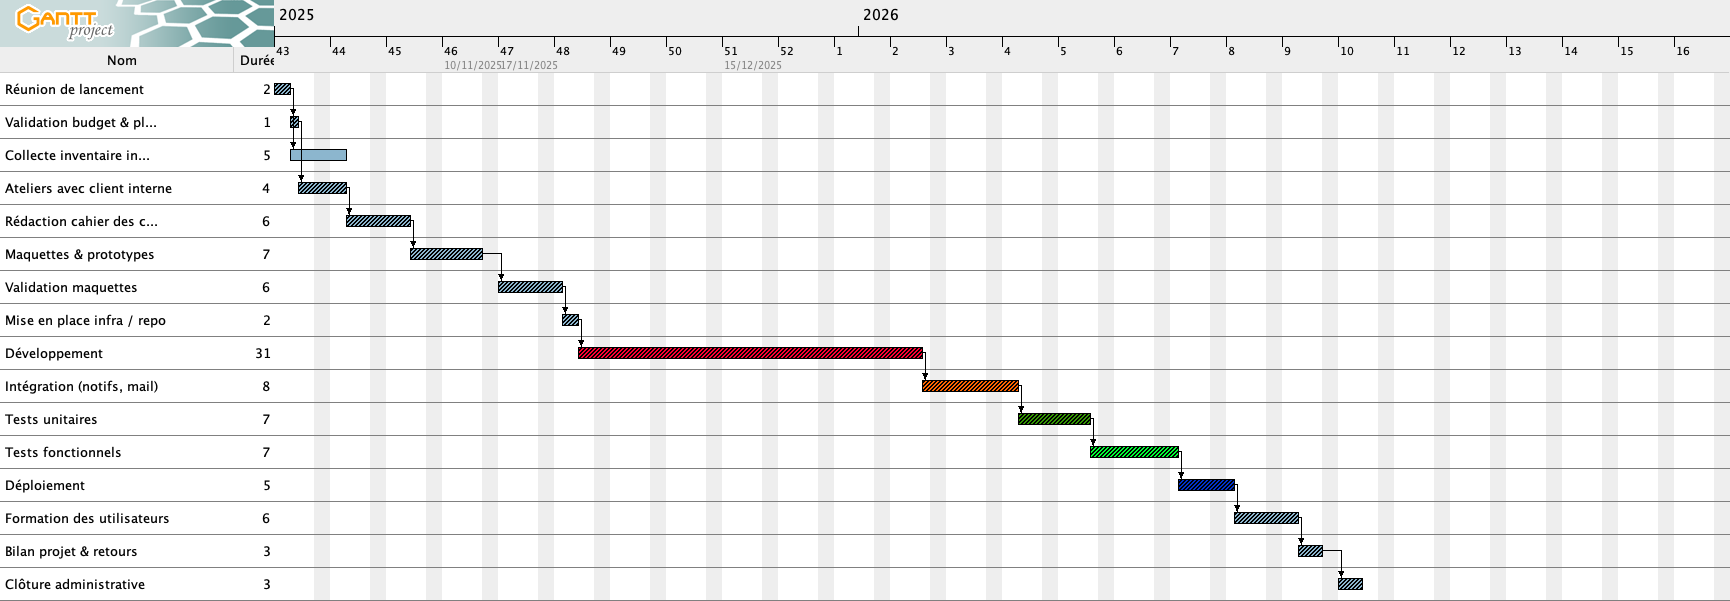 GANTT project
2025 2026
43 44 45 46 47 48 49 50 51 52 1 2 3 4 5 6 7 8 9 10 11 12 13 14 15 16
10/11/2025 17/11/2025 15/12/2025
Nom Durée
Réunion de lancement 2
Validation budget & pl... 1
Collecte inventaire in... 5
Ateliers avec client interne 4
Rédaction cahier des c... 6
Maquettes & prototypes 7
Validation maquettes 6
Mise en place infra / repo 2
Développement 31
Intégration (notifs, mail) 8
Tests unitaires 7
Tests fonctionnels 7
Déploiement 5
Formation des utilisateurs 6
Bilan projet & retours 3
Clôture administrative 3